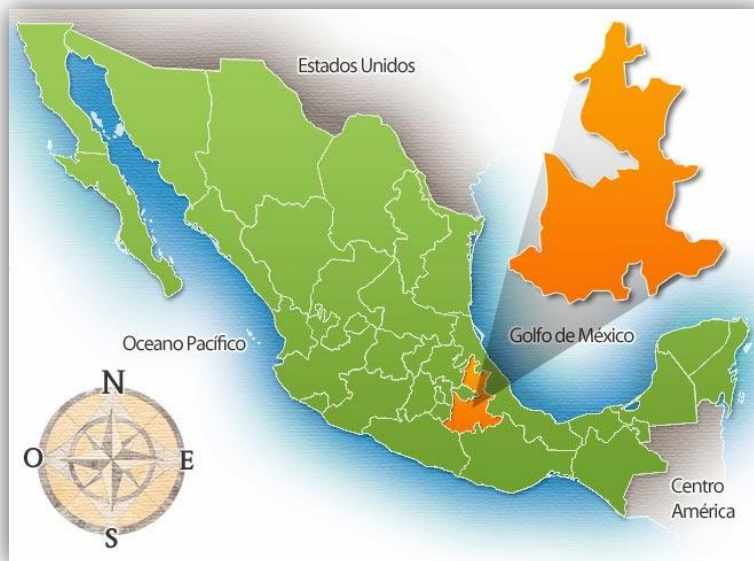 Estados Unidos
Oceano Pacífico
Golfo de México
N
O
E
S
Centro
América